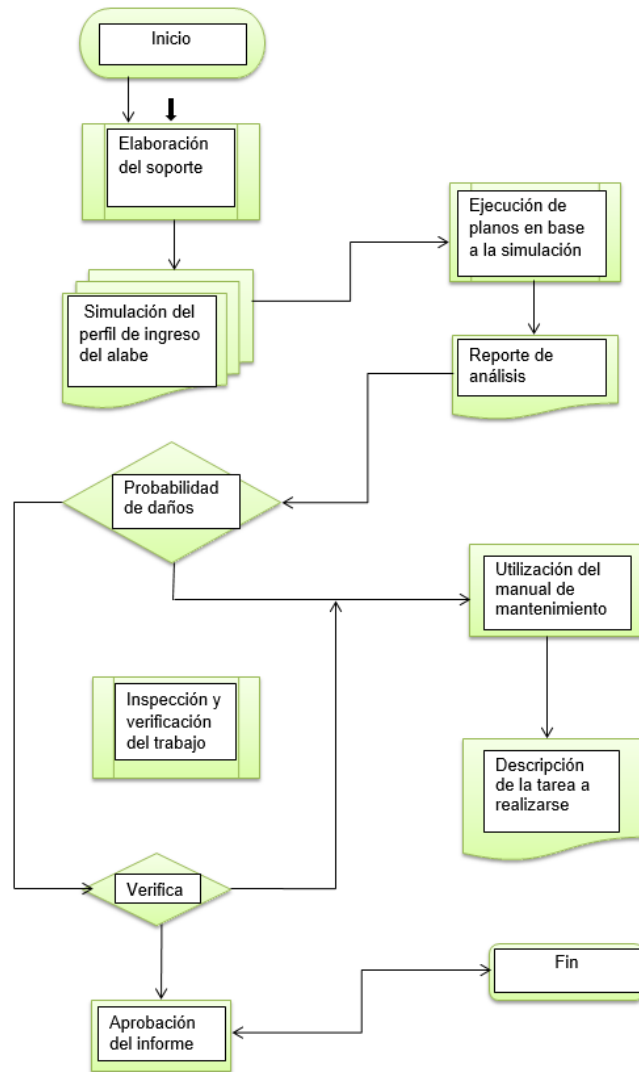 Inicio
Elaboración
del soporte
Ejecución de
planos en base
a la simulación
Simulación del
perfil de ingreso
del alabe
Reporte de
análisis
Probabilidad
de daños
Utilización del
manual de
mantenimiento
Inspección y
verificación
del trabajo
Descripción
de la tarea a
realizarse
Verifica
Fin
Aprobación
del informe